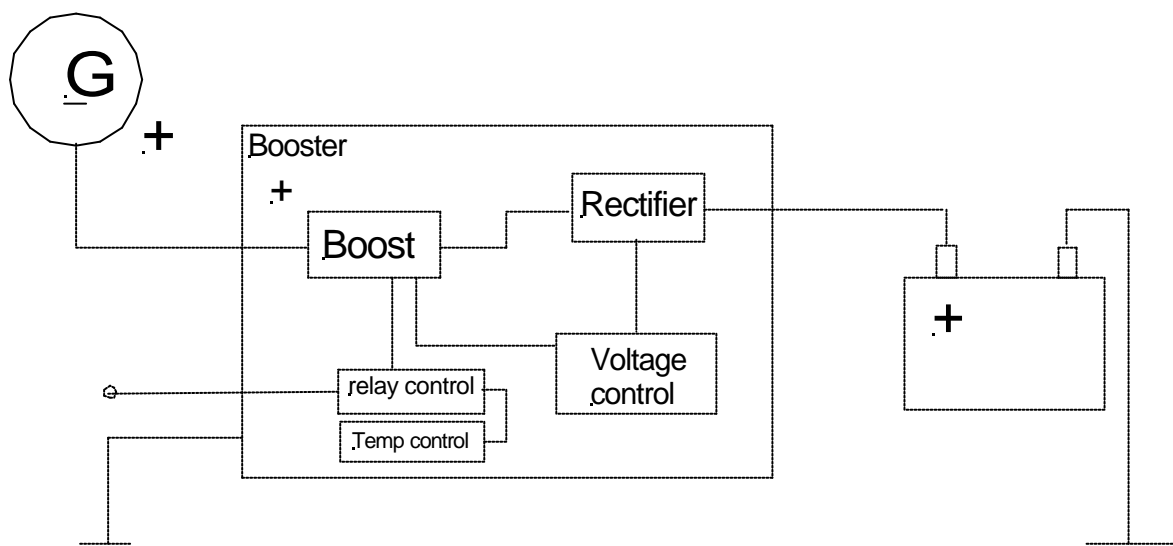 G
+
Booster
+
Boost
Rectifier
+
Voltage
control
relay control
Temp control